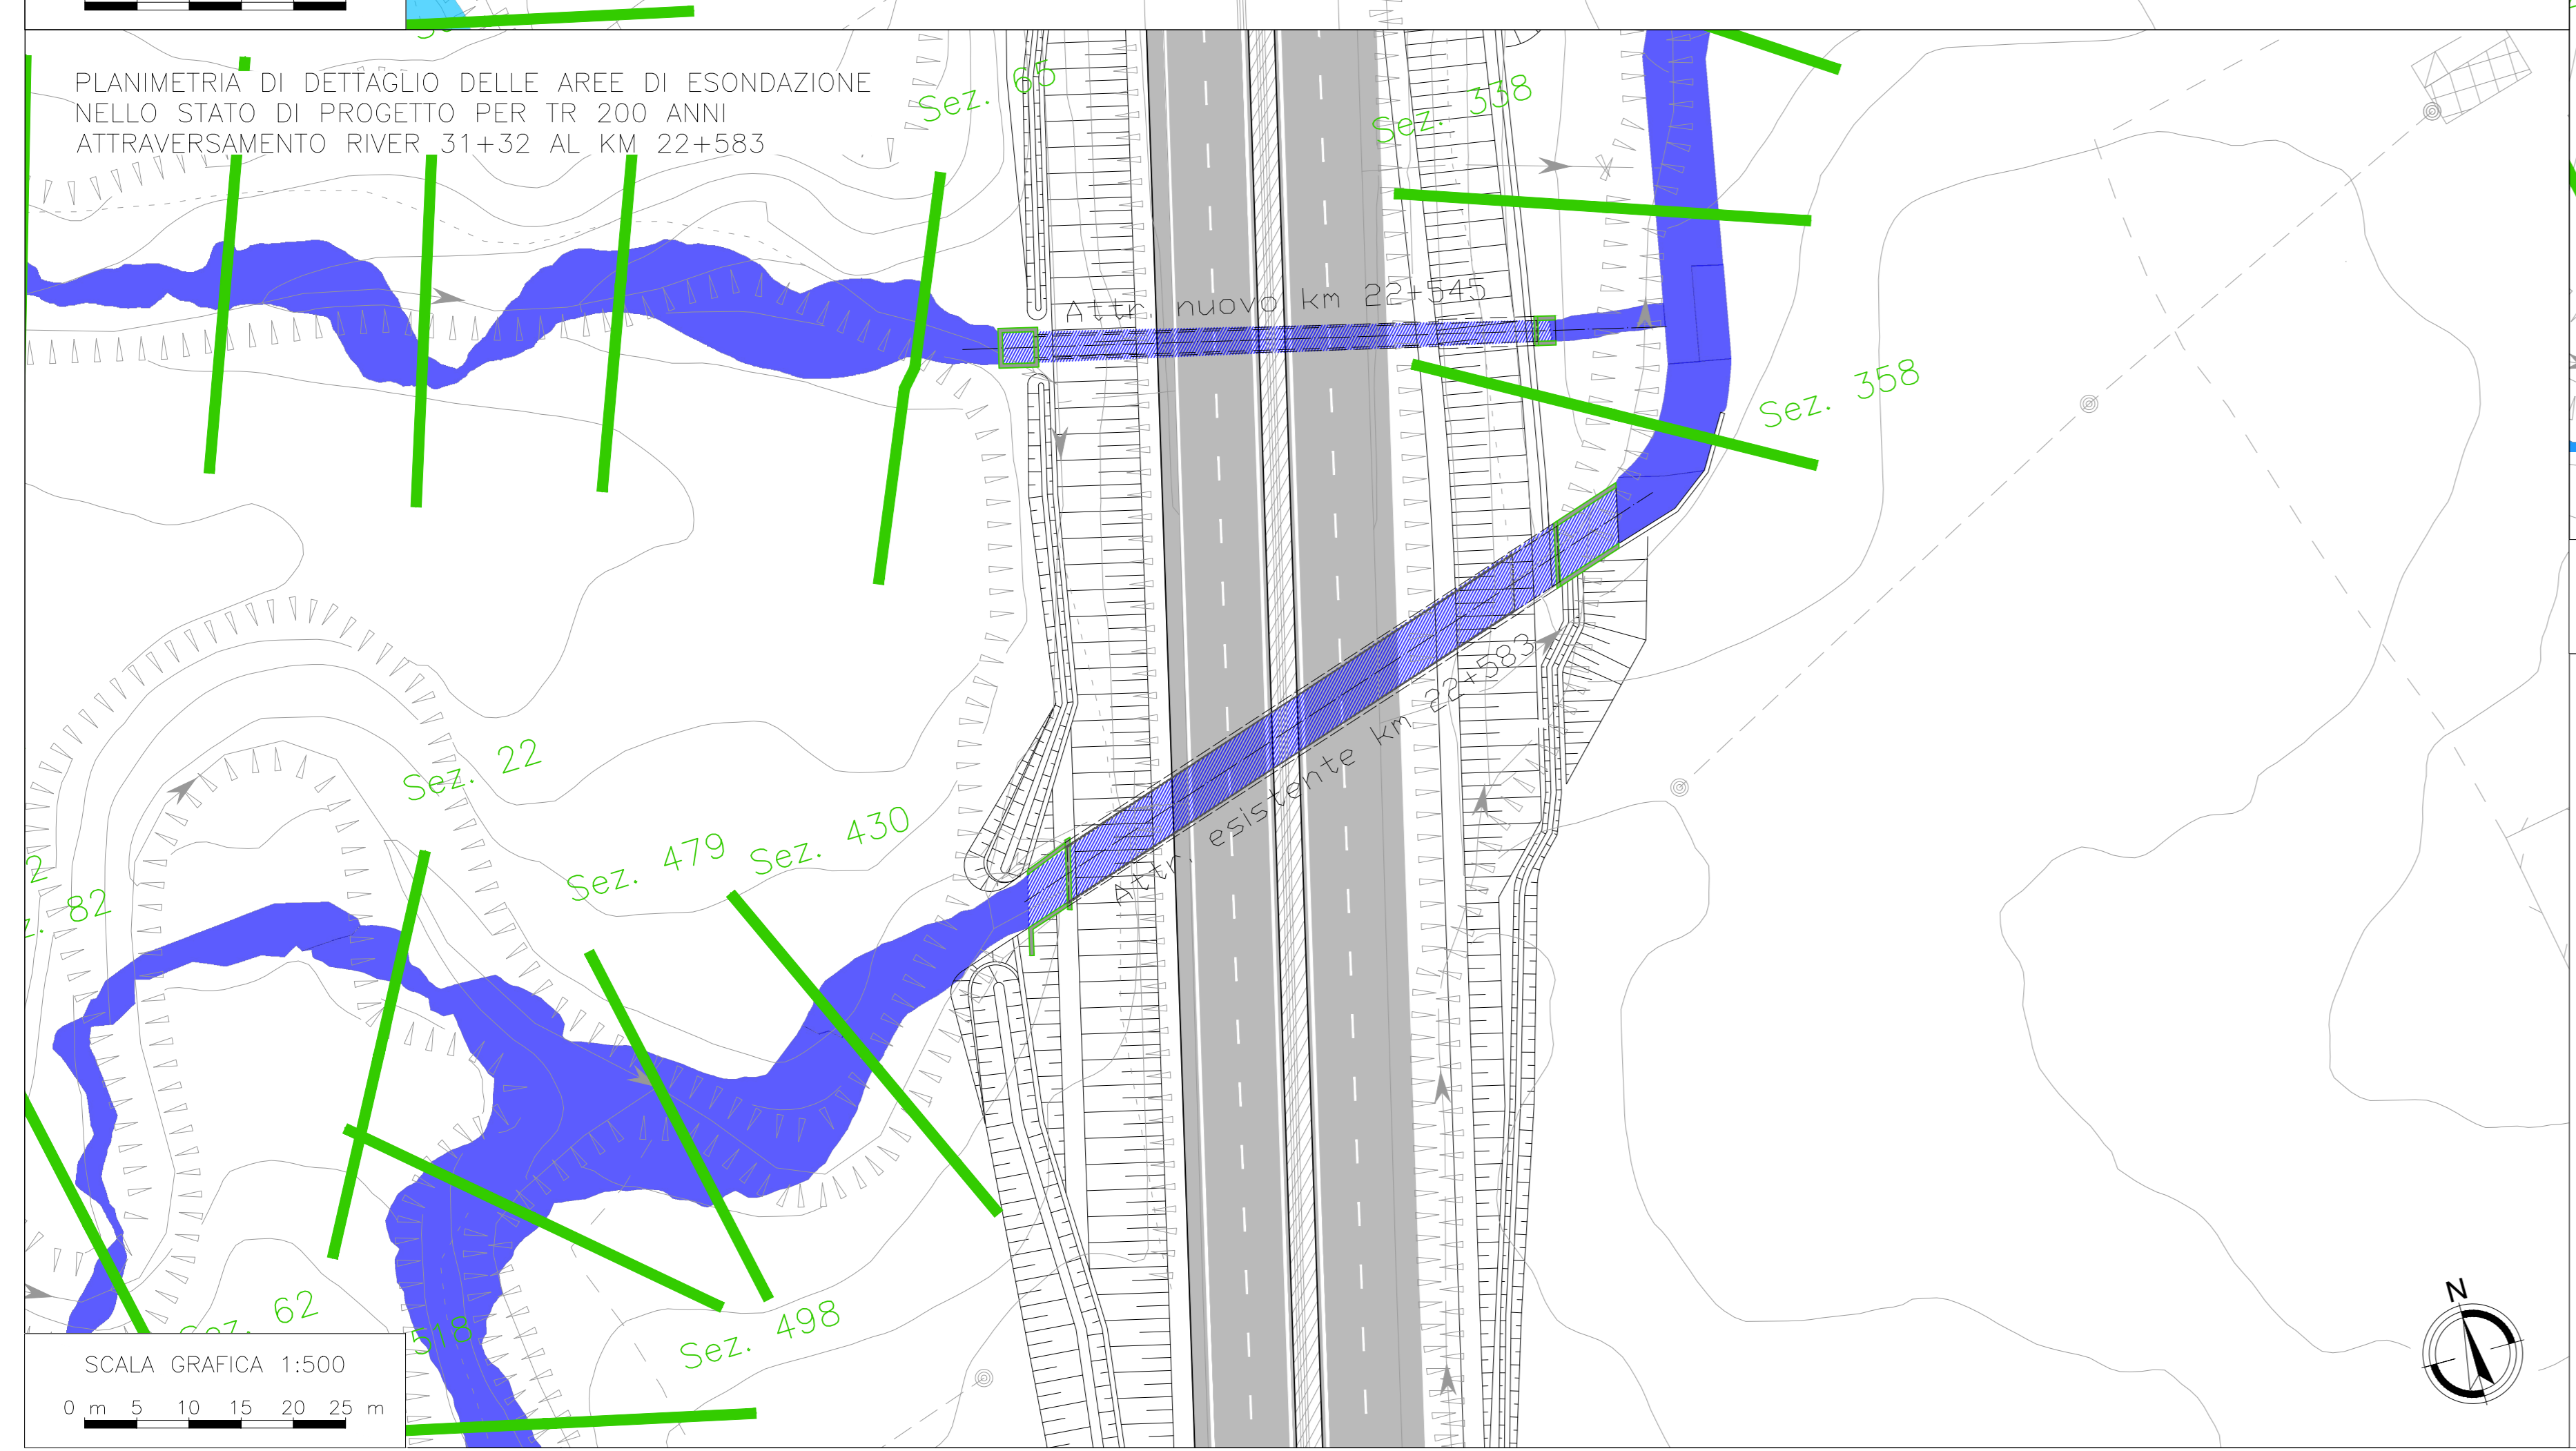 PLANIMETRIA DI DETTAGLIO DELLE AREE DI ESONDAZIONE
NELLO STATO DI PROGETTO PER TR 200 ANNI
ATTRAVERSAMENTO RIVER 31+32 AL KM 22+583
Sez. 65
Sez. 338
Attr. nuovo km 22+545
Sez. 358
Attr. esistente km 22+583
Sez. 22
Sez. 479
Sez. 430
82
Sez. 62
518
Sez. 498
SCALA GRAFICA 1:500
0 m 5 10 15 20 25 m
N